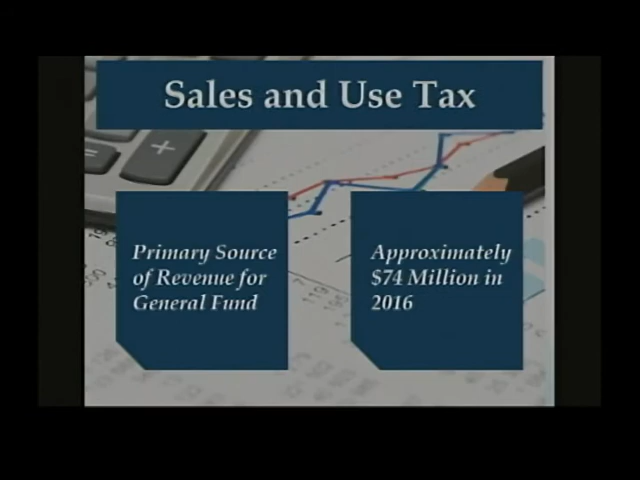 Sales and Use Tax
Primary Source
of Revenue for
General Fund
Approximately
$74 Million in
2016